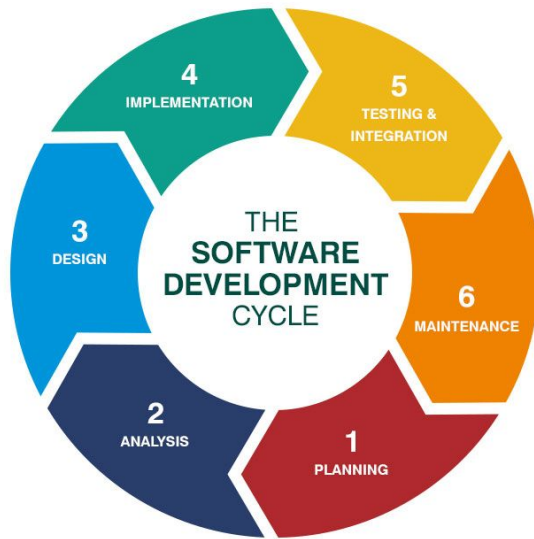 THE
SOFTWARE
DEVELOPMENT
CYCLE
1
PLANNING
2
ANALYSIS
3
DESIGN
4
IMPLEMENTATION
5
TESTING &
INTEGRATION
6
MAINTENANCE